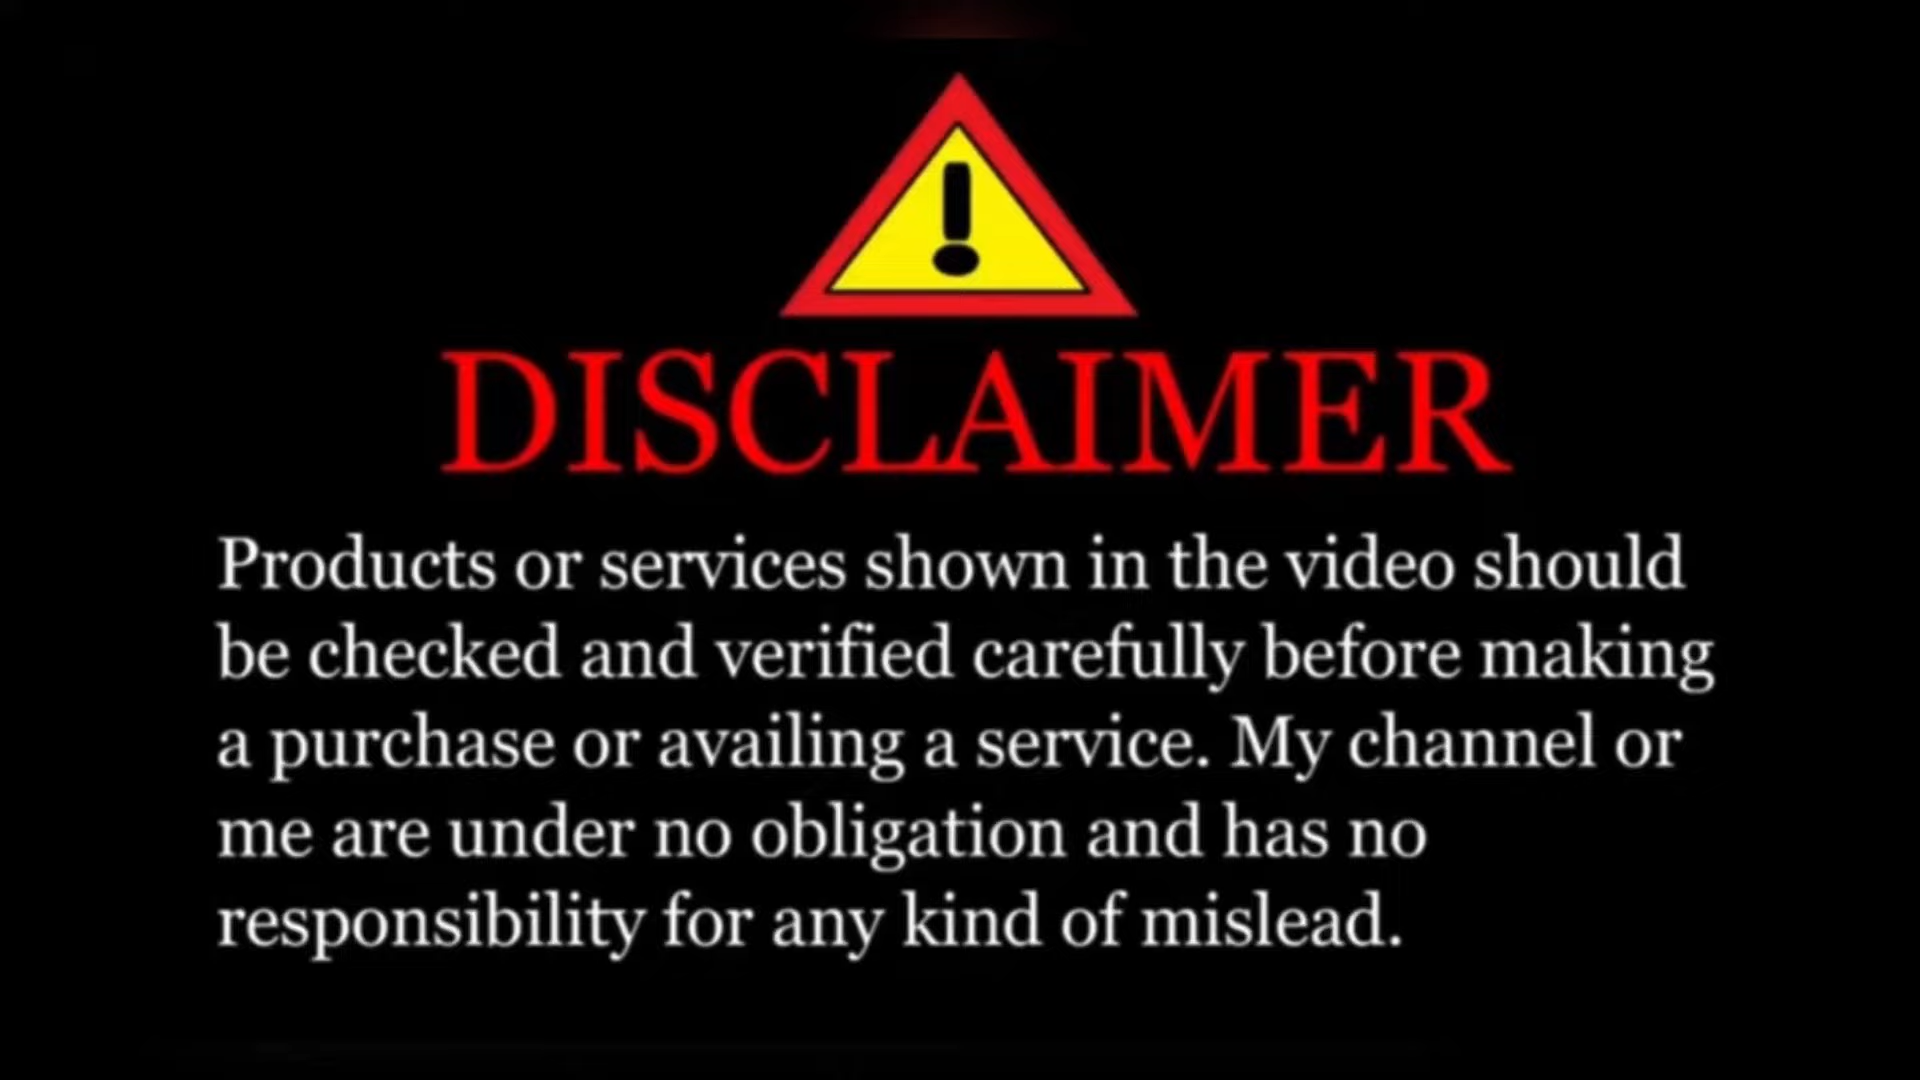 DISCLAIMER
Products or services shown in the video should
be checked and verified carefully before making
a purchase or availing a service. My channel or
me are under no obligation and has no
responsibility for any kind of mislead.